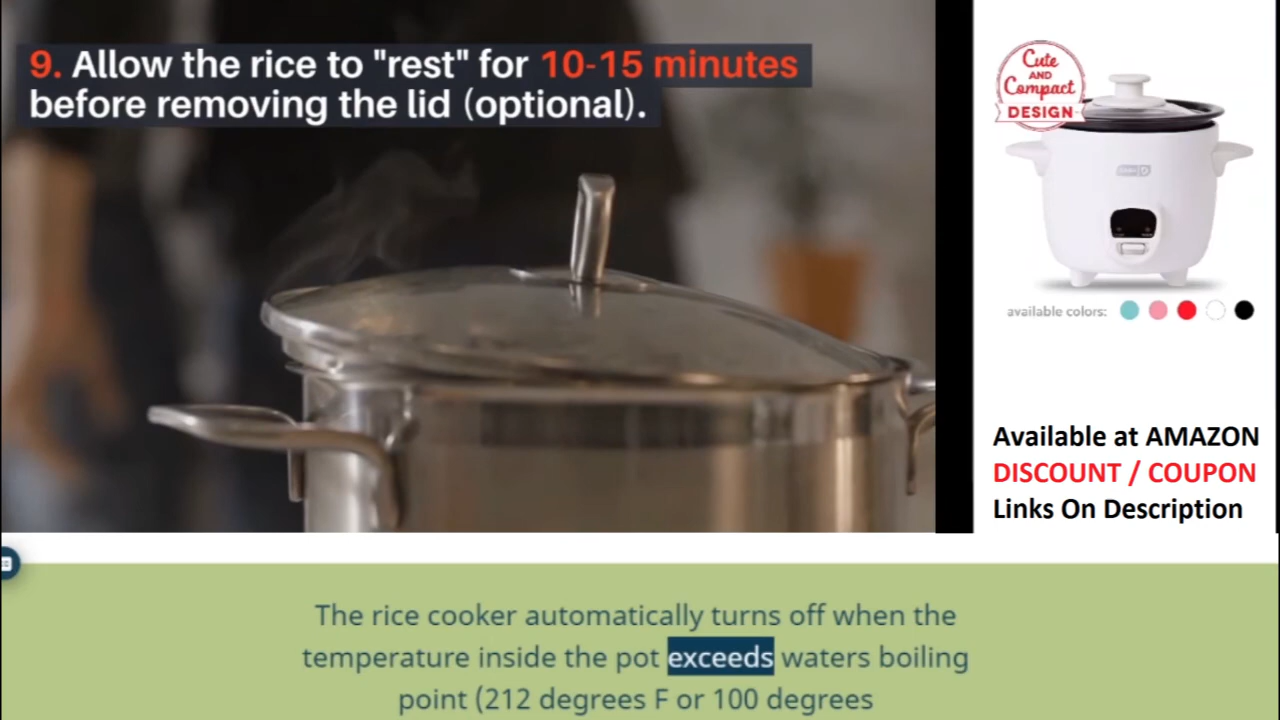 9. Allow the rice to "rest" for 10-15 minutes
before removing the lid (optional).
Cute
AND
Compact
DESIGN
available colors:
Available at AMAZON
DISCOUNT / COUPON
Links On Description
The rice cooker automatically turns off when the
temperature inside the pot exceeds waters boiling
point (212 degrees F or 100 degrees